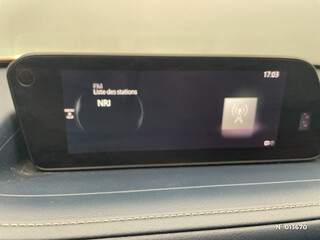 17:03
FM
Liste des stations
NRJ
N 013670